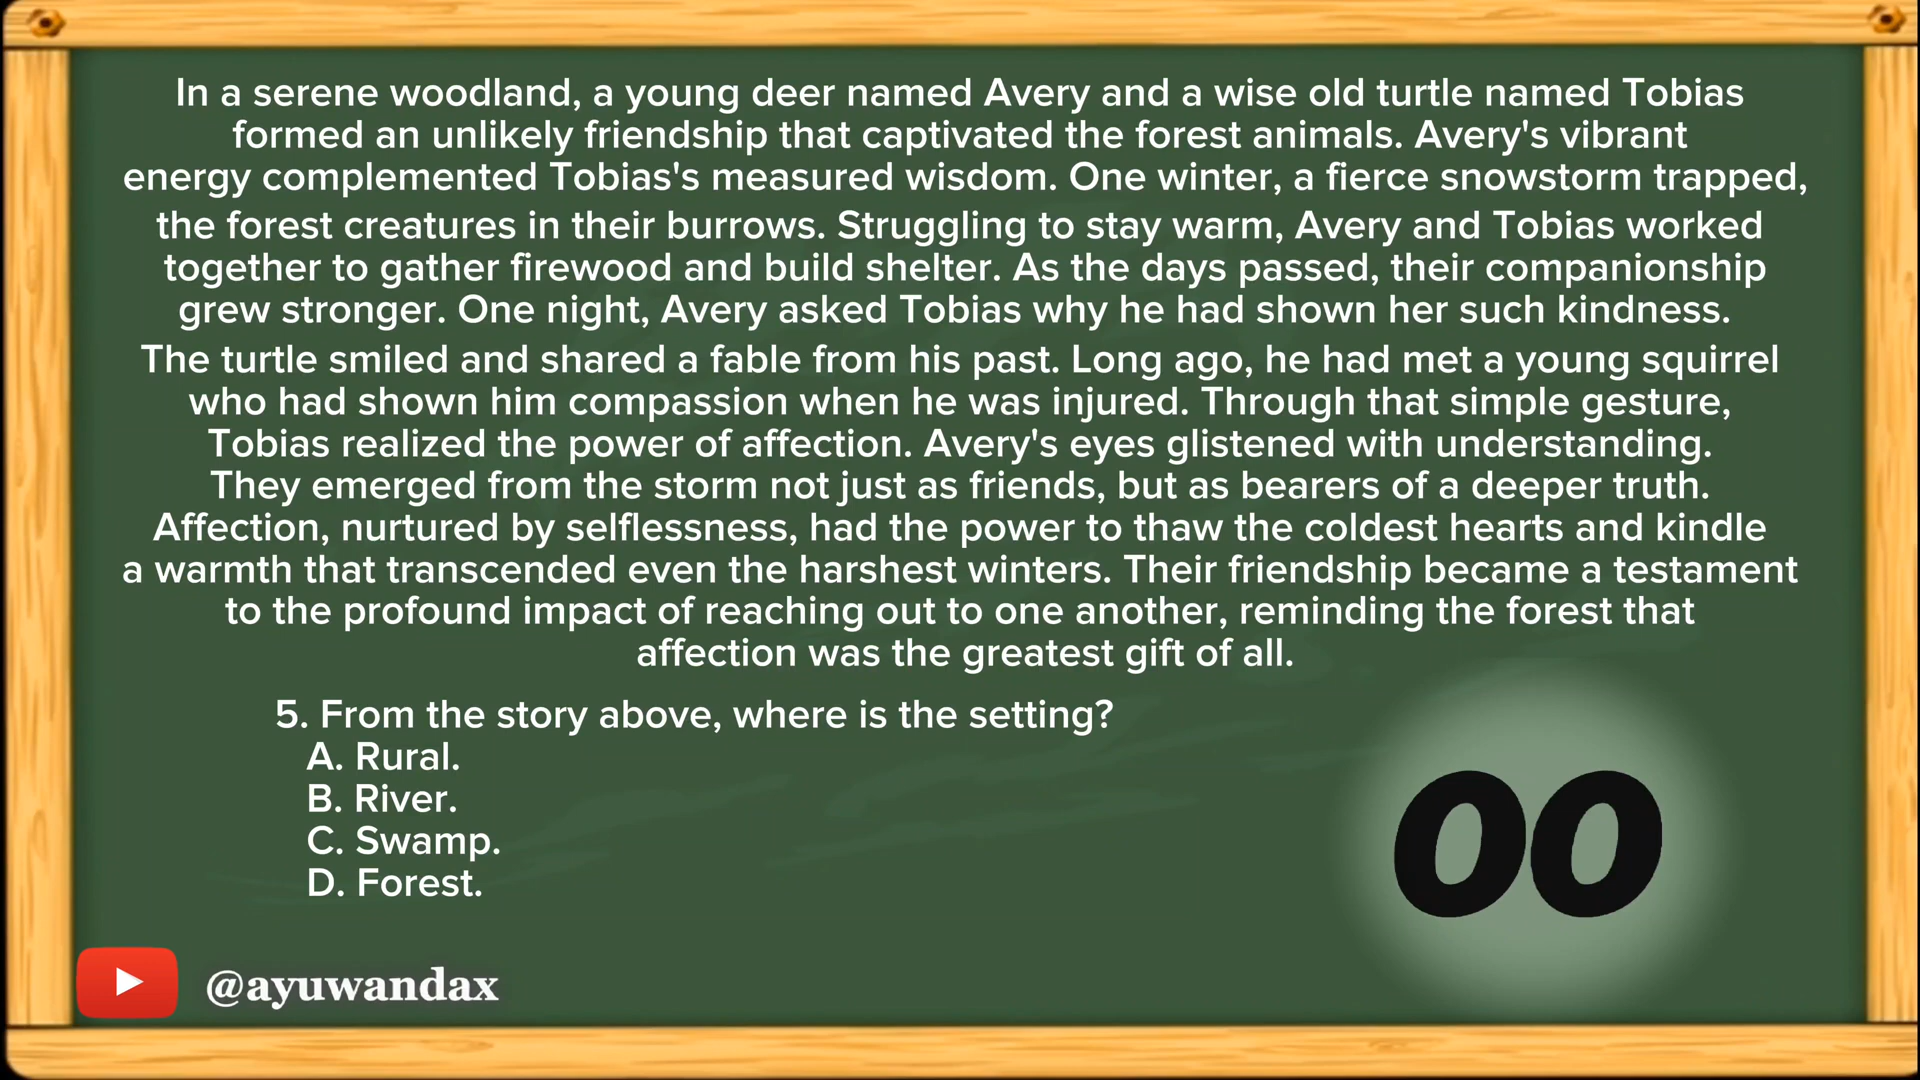 In a serene woodland, a young deer named Avery and a wise old turtle named Tobias
formed an unlikely friendship that captivated the forest animals. Avery's vibrant
energy complemented Tobias's measured wisdom. One winter, a fierce snowstorm trapped,
the forest creatures in their burrows. Struggling to stay warm, Avery and Tobias worked
together to gather firewood and build shelter. As the days passed, their companionship
grew stronger. One night, Avery asked Tobias why he had shown her such kindness.
The turtle smiled and shared a fable from his past. Long ago, he had met a young squirrel
who had shown him compassion when he was injured. Through that simple gesture,
Tobias realized the power of affection. Avery's eyes glistened with understanding.
They emerged from the storm not just as friends, but as bearers of a deeper truth.
Affection, nurtured by selflessness, had the power to thaw the coldest hearts and kindle
a warmth that transcended even the harshest winters. Their friendship became a testament
to the profound impact of reaching out to one another, reminding the forest that
affection was the greatest gift of all.
5. From the story above, where is the setting?
A. Rural.
B. River.
C. Swamp.
D. Forest.
00
@ayuwandax